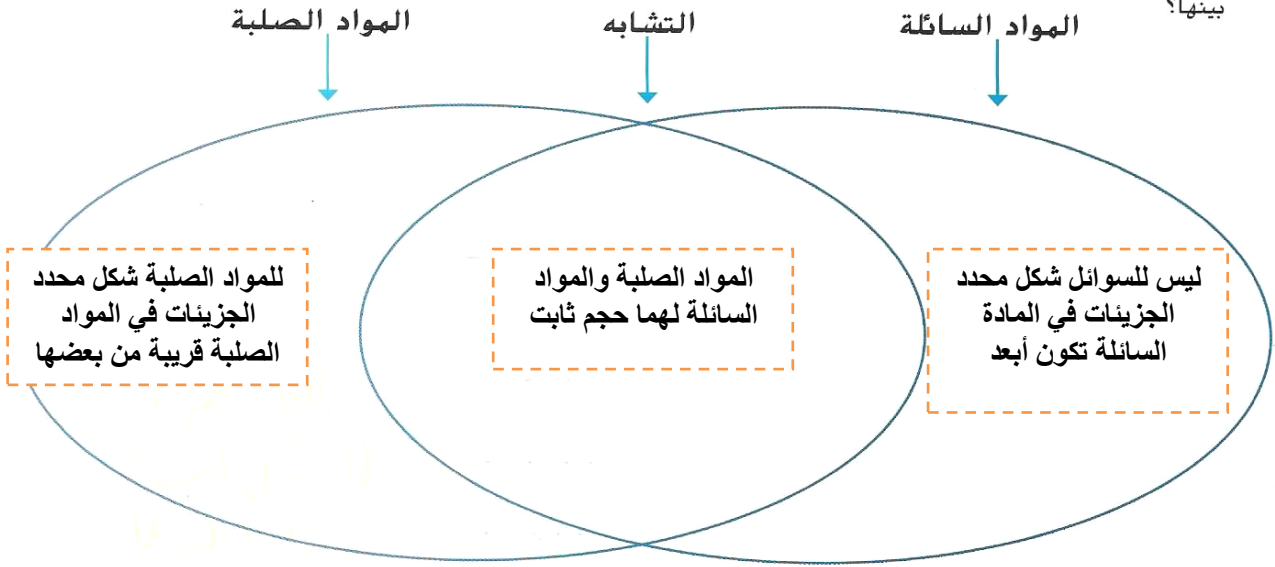 بينها؟
المواد السائلة
التشابه
المواد الصلبة
ليس للسوائل شكل محدد
الجزيئات في المادة
السائلة تكون أبعد
المواد الصلبة والمواد
السائلة لهما حجم ثابت
للمواد الصلبة شكل محدد
الجزيئات في المواد
الصلبة قريبة من بعضها